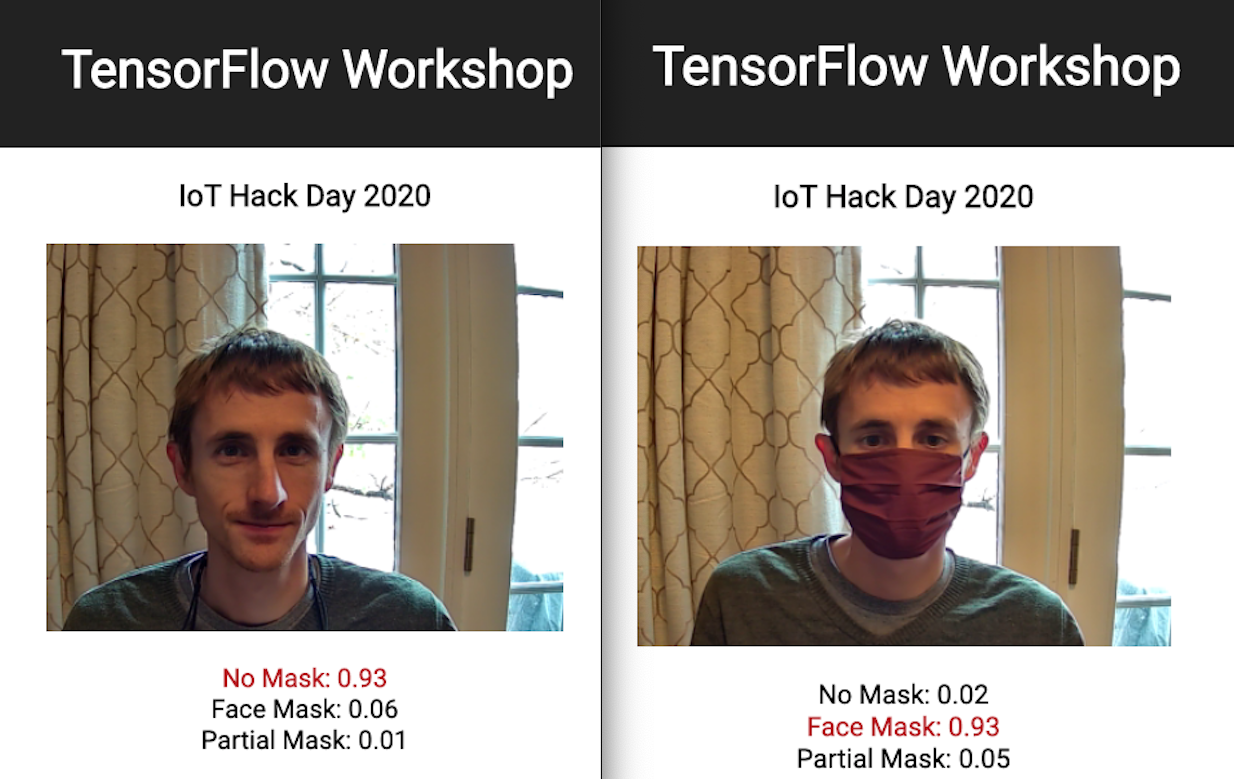 TensorFlow Workshop
IoT Hack Day 2020
No Mask: 0.93
Face Mask: 0.06
Partial Mask: 0.01
TensorFlow Workshop
IoT Hack Day 2020
No Mask: 0.02
Face Mask: 0.93
Partial Mask: 0.05